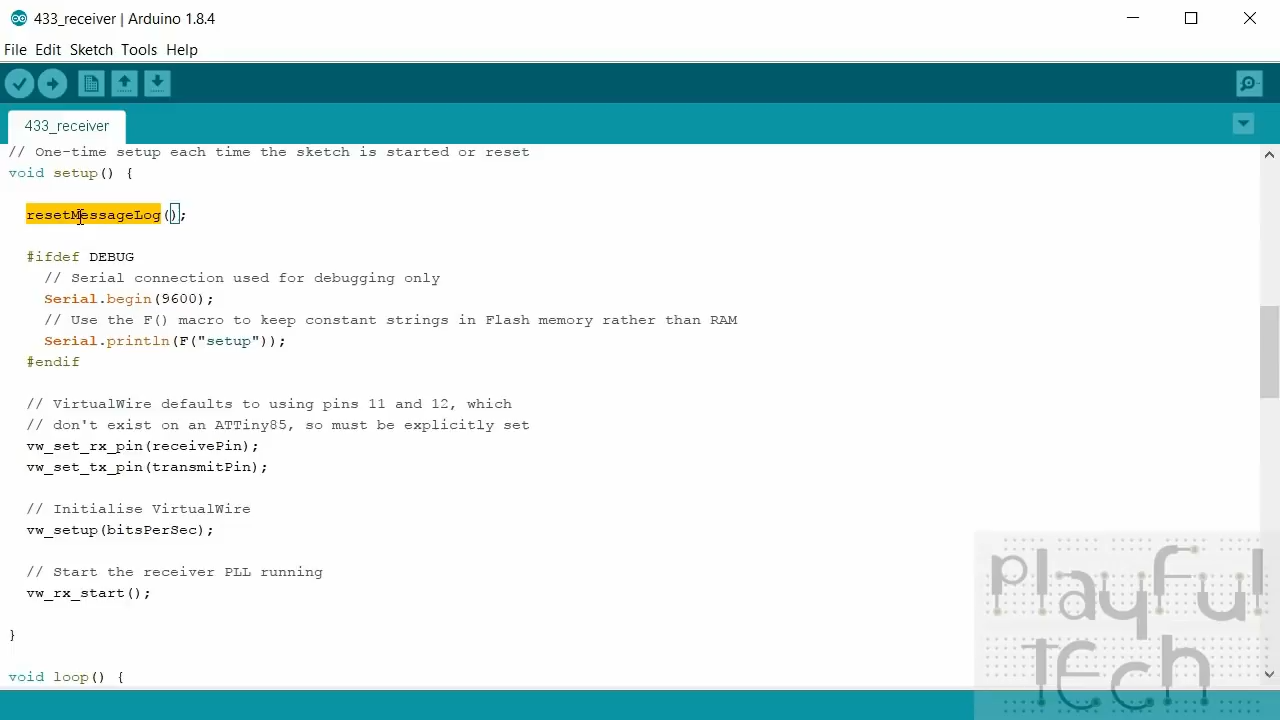 433_receiver | Arduino 1.8.4
File Edit Sketch Tools Help
433_receiver
// One-time setup each time the sketch is started or reset
void setup() {
resetMessageLog();
#ifdef DEBUG
// Serial connection used for debugging only
Serial.begin(9600);
// Use the F() macro to keep constant strings in Flash memory rather than RAM
Serial.println(F("setup"));
#endif
// VirtualWire defaults to using pins 11 and 12, which
// don't exist on an ATTiny85, so must be explicitly set
vw_set_rx_pin(receivePin);
vw_set_tx_pin(transmitPin);
// Initialise VirtualWire
vw_setup(bitsPerSec);
// Start the receiver PLL running
vw_rx_start();
}
void loop() {
playful
tech